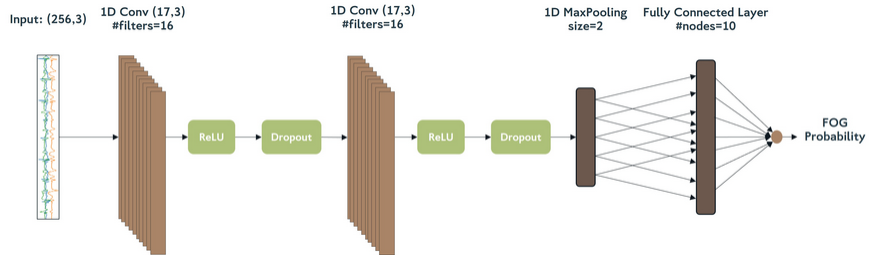 Input: (256,3)
1D Conv (17,3)
#filters=16
1D Conv (17,3)
#filters=16
1D MaxPooling
size=2
Fully Connected Layer
#nodes=10
ReLU
Dropout
ReLU
Dropout
FOG
Probability